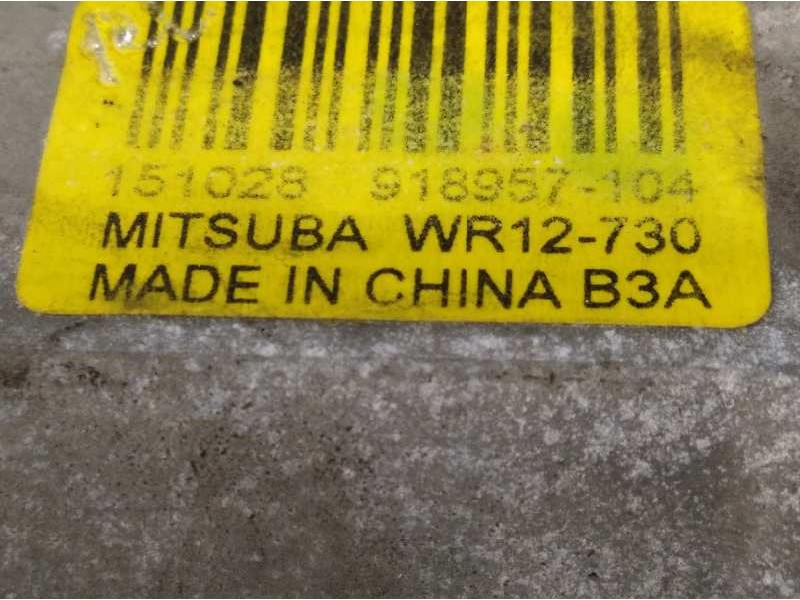 151028 918957-104
MITSUBA WR12-730
MADE IN CHINA B3A